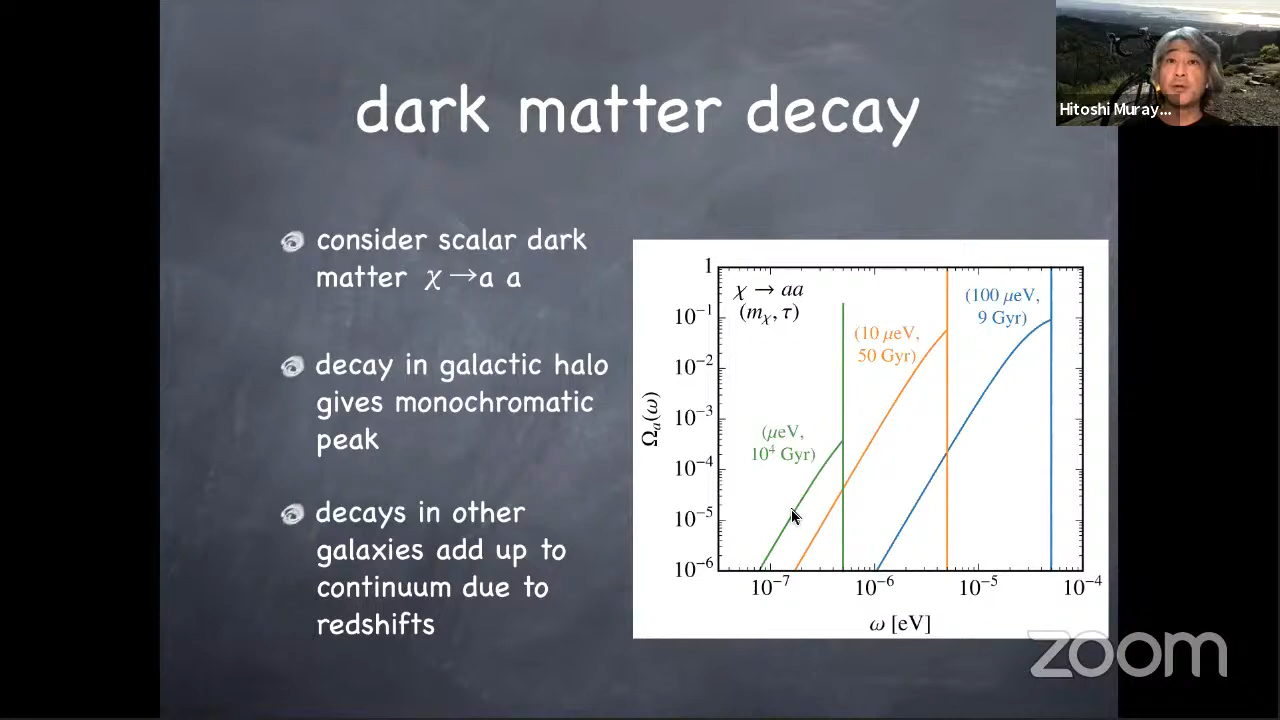 dark matter decay
Hitoshi Muray...
consider scalar dark
matter χ→a a
decay in galactic halo
gives monochromatic
peak
decays in other
galaxies add up to
continuum due to
redshifts
χ → aa
(mχ, τ)
(μeV,
10⁴ Gyr)
(10 μeV,
50 Gyr)
(100 μeV,
9 Gyr)
Ωa(ω)
1
10⁻¹
10⁻²
10⁻³
10⁻⁴
10⁻⁵
10⁻⁶
10⁻⁷ 10⁻⁶ 10⁻⁵ 10⁻⁴
ω [eV]
zoom